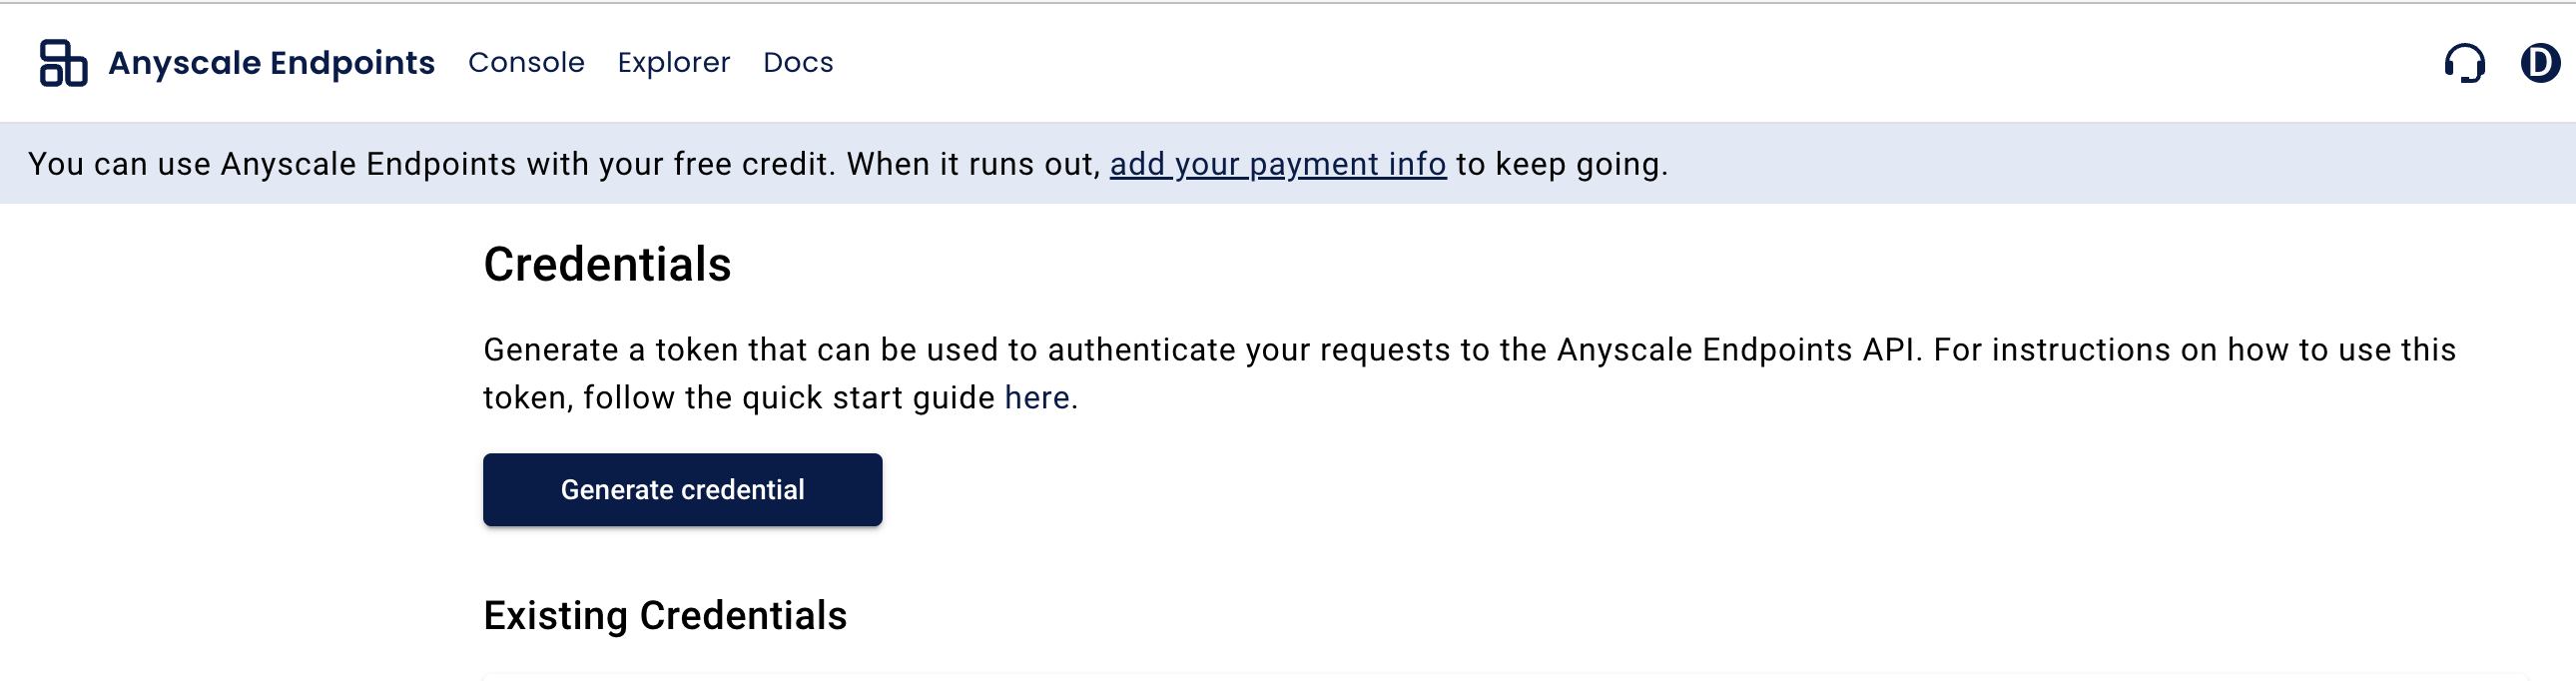 Anyscale Endpoints Console Explorer Docs D
You can use Anyscale Endpoints with your free credit. When it runs out, add your payment info to keep going.
Credentials
Generate a token that can be used to authenticate your requests to the Anyscale Endpoints API. For instructions on how to use this
token, follow the quick start guide here.
Generate credential
Existing Credentials